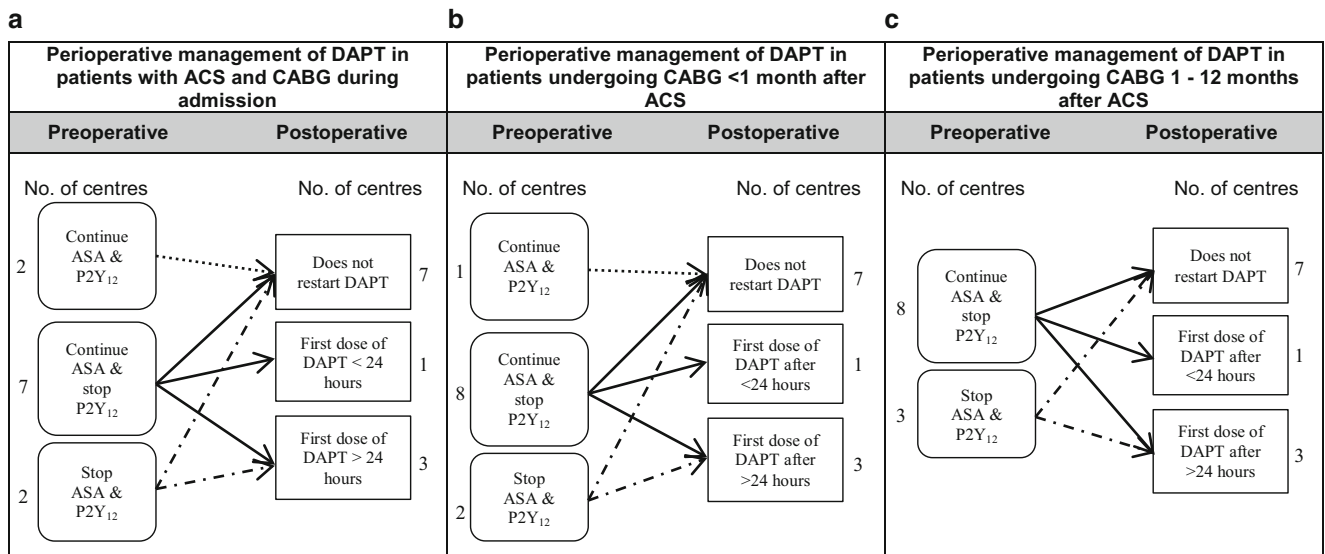 a
Perioperative management of DAPT in
patients with ACS and CABG during
admission
Preoperative Postoperative
No. of centres No. of centres
2
Continue
ASA &
P2Y₁₂
Does not
restart DAPT
7
7
Continue
ASA &
stop
P2Y₁₂
First dose of
DAPT < 24
hours
1
2
Stop
ASA &
P2Y₁₂
First dose of
DAPT > 24
hours
3
b
Perioperative management of DAPT in
patients undergoing CABG <1 month after
ACS
Preoperative Postoperative
No. of centres No. of centres
1
Continue
ASA &
P2Y₁₂
Does not
restart DAPT
7
8
Continue
ASA &
stop
P2Y₁₂
First dose of
DAPT after
<24 hours
1
2
Stop
ASA &
P2Y₁₂
First dose of
DAPT after
>24 hours
3
c
Perioperative management of DAPT in
patients undergoing CABG 1 - 12 months
after ACS
Preoperative Postoperative
No. of centres No. of centres
8
Continue
ASA &
stop
P2Y₁₂
Does not
restart DAPT
7
First dose of
DAPT after
<24 hours
1
3
Stop
ASA &
P2Y₁₂
First dose of
DAPT after
>24 hours
3